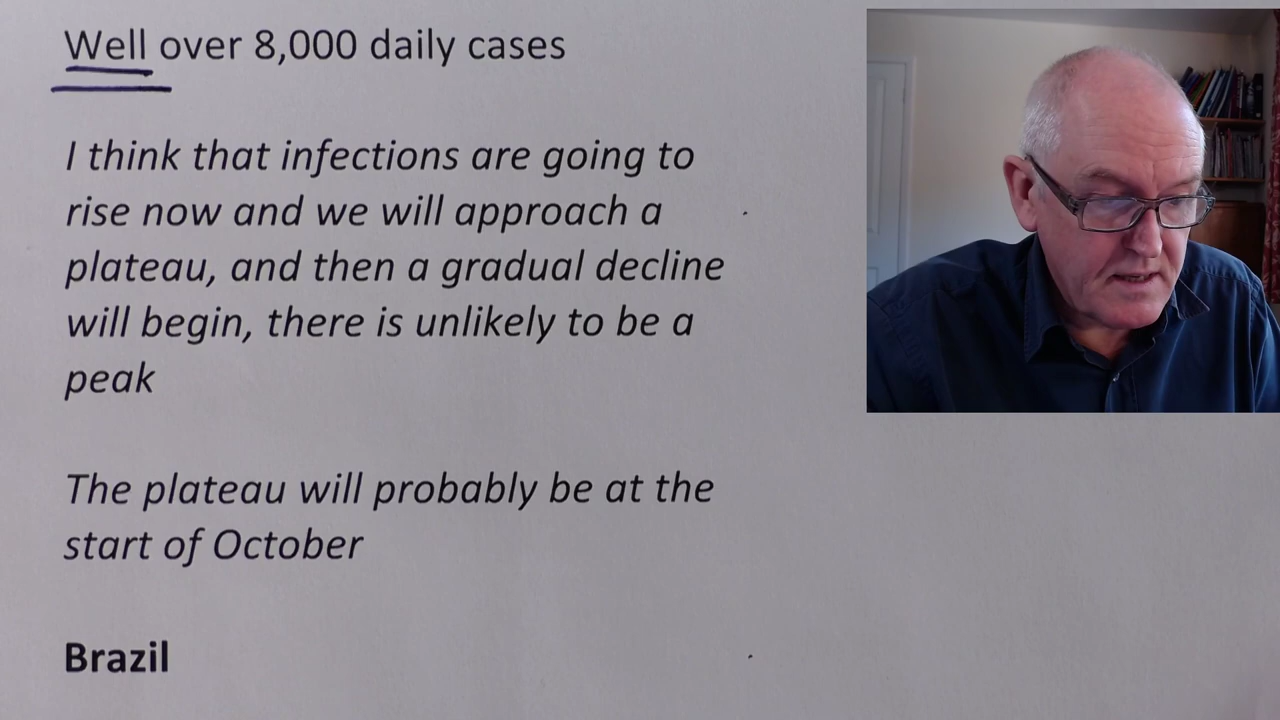 Well over 8,000 daily cases
I think that infections are going to
rise now and we will approach a
plateau, and then a gradual decline
will begin, there is unlikely to be a
peak
The plateau will probably be at the
start of October
Brazil